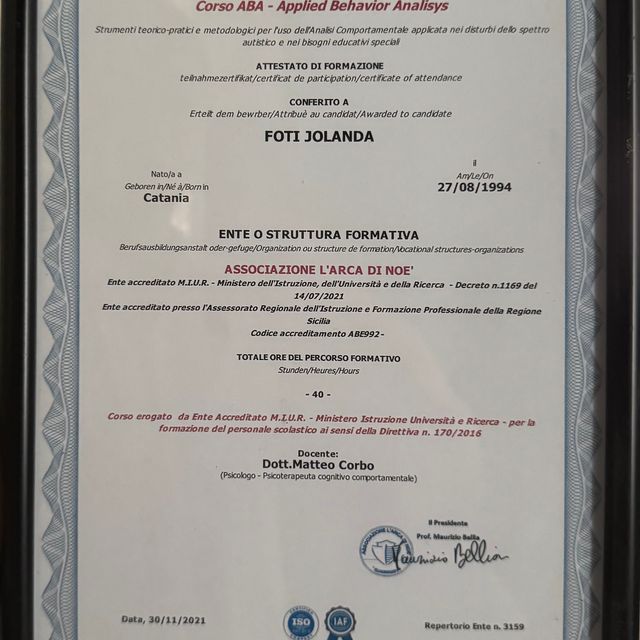 Corso ABA - Applied Behavior Analisys
Strumenti teorico-pratici e metodologici per l'uso dell'Analisi Comportamentale applicata nei disturbi dello spettro
autistico e nei bisogni educativi speciali
ATTESTATO DI FORMAZIONE
teilnahmezertifikat/certificat de participation/certificate of attendance
CONFERITO A
Erteilt dem bewrber/Attribuè au candidat/Awarded to candidate
FOTI JOLANDA
Nato/a a
Geboren in/Né à/Born in
Catania
il
Am/Le/On
27/08/1994
ENTE O STRUTTURA FORMATIVA
Berufsausbildungsanstalt oder-gefuge/Organization ou structure de formation/Vocational structures-organizations
ASSOCIAZIONE L'ARCA DI NOE'
Ente accreditato M.I.U.R. - Ministero dell'Istruzione, dell'Università e della Ricerca - Decreto n.1169 del
14/07/2021
Ente accreditato presso l'Assessorato Regionale dell'Istruzione e Formazione Professionale della Regione
Sicilia
Codice accreditamento ABE992-
TOTALE ORE DEL PERCORSO FORMATIVO
Stunden/Heures/Hours
- 40 -
Corso erogato da Ente Accreditato M.I.U.R. - Ministero Istruzione Università e Ricerca - per la
formazione del personale scolastico ai sensi della Direttiva n. 170/2016
Docente:
Dott.Matteo Corbo
(Psicologo - Psicoterapeuta cognitivo comportamentale)
Il Presidente
Prof. Maurizio Bellia
Maurizio Bellia
Data, 30/11/2021
ISO
IAF
Repertorio Ente n. 3159